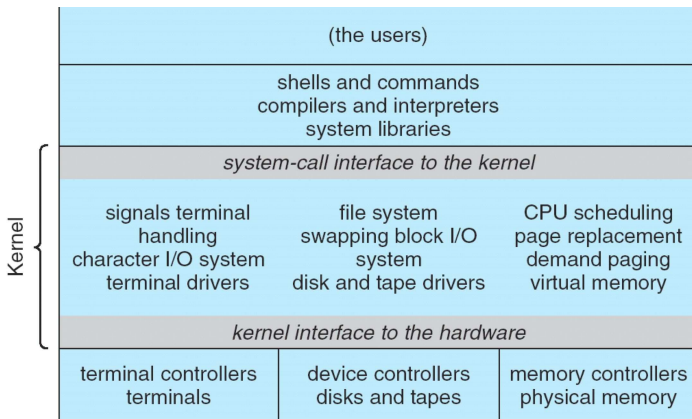 (the users)
shells and commands
compilers and interpreters
system libraries
Kernel
system-call interface to the kernel
signals terminal
handling
character I/O system
terminal drivers
file system
swapping block I/O
system
disk and tape drivers
CPU scheduling
page replacement
demand paging
virtual memory
kernel interface to the hardware
terminal controllers
terminals
device controllers
disks and tapes
memory controllers
physical memory